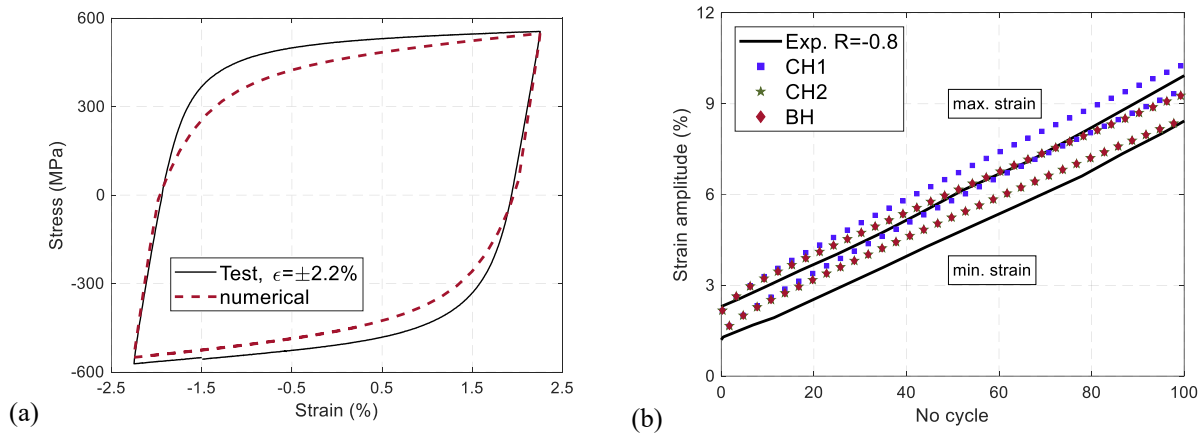 600
300
0
-300
-600
-2.5
-1.5
-0.5
0.5
1.5
2.5
Stress (MPa)
Strain (%)
Test, ϵ=±2.2%
numerical
(a)
12
9
6
3
0
0
20
40
60
80
100
Strain amplitude (%)
No cycle
Exp. R=-0.8
CH1
CH2
BH
max. strain
min. strain
(b)